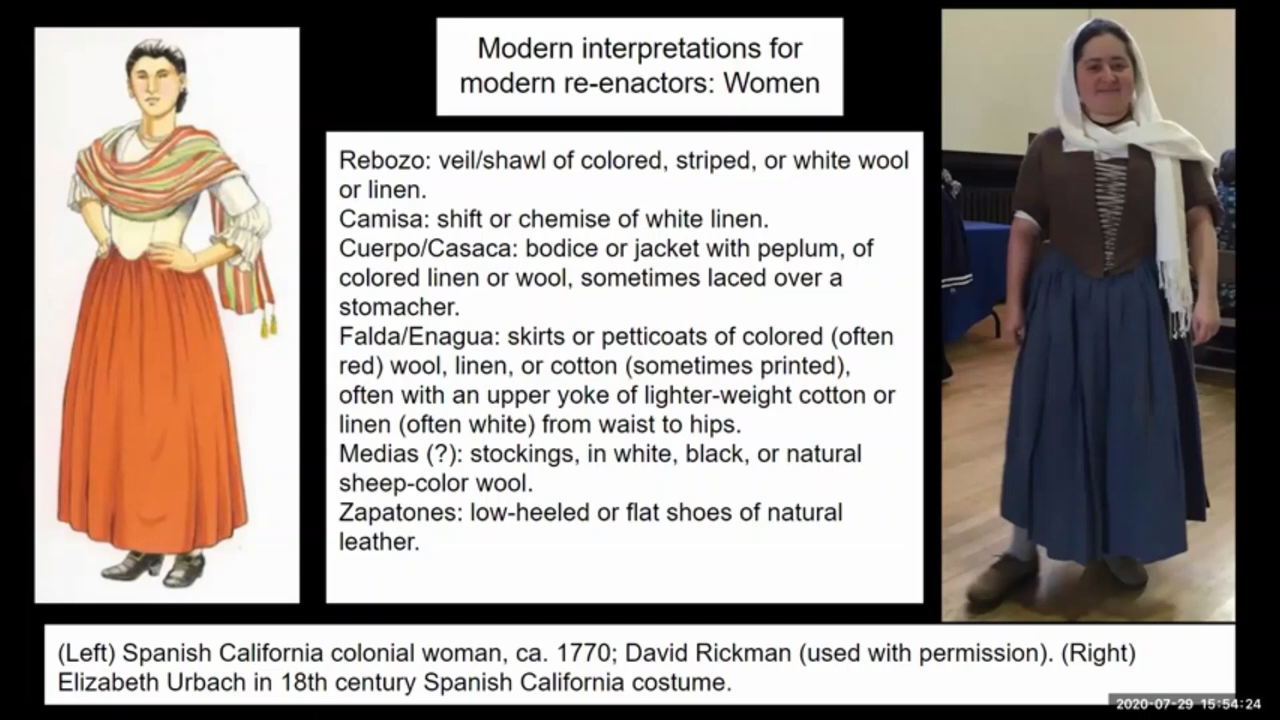 Modern interpretations for
modern re-enactors: Women
Rebozo: veil/shawl of colored, striped, or white wool
or linen.
Camisa: shift or chemise of white linen.
Cuerpo/Casaca: bodice or jacket with peplum, of
colored linen or wool, sometimes laced over a
stomacher.
Falda/Enagua: skirts or petticoats of colored (often
red) wool, linen, or cotton (sometimes printed),
often with an upper yoke of lighter-weight cotton or
linen (often white) from waist to hips.
Medias (?): stockings, in white, black, or natural
sheep-color wool.
Zapatones: low-heeled or flat shoes of natural
leather.
(Left) Spanish California colonial woman, ca. 1770; David Rickman (used with permission). (Right)
Elizabeth Urbach in 18th century Spanish California costume.
2020-07-29 15:54:24